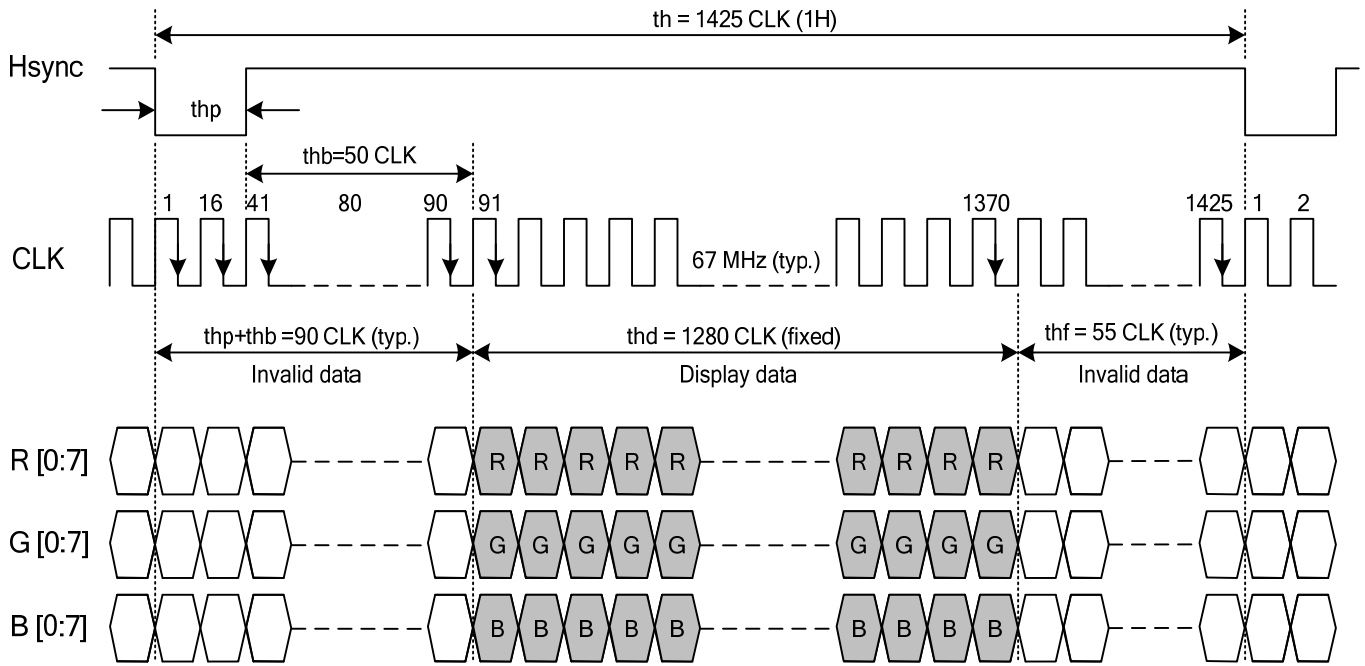 th = 1425 CLK (1H)
Hsync
thp
thb=50 CLK
1 16 41 80 90 91 1370 1425 1 2
CLK
67 MHz (typ.)
thp+thb =90 CLK (typ.) thd = 1280 CLK (fixed) thf = 55 CLK (typ.)
Invalid data Display data Invalid data
R [0:7] R R R R R R R R R
G [0:7] G G G G G G G G G
B [0:7] B B B B B B B B B